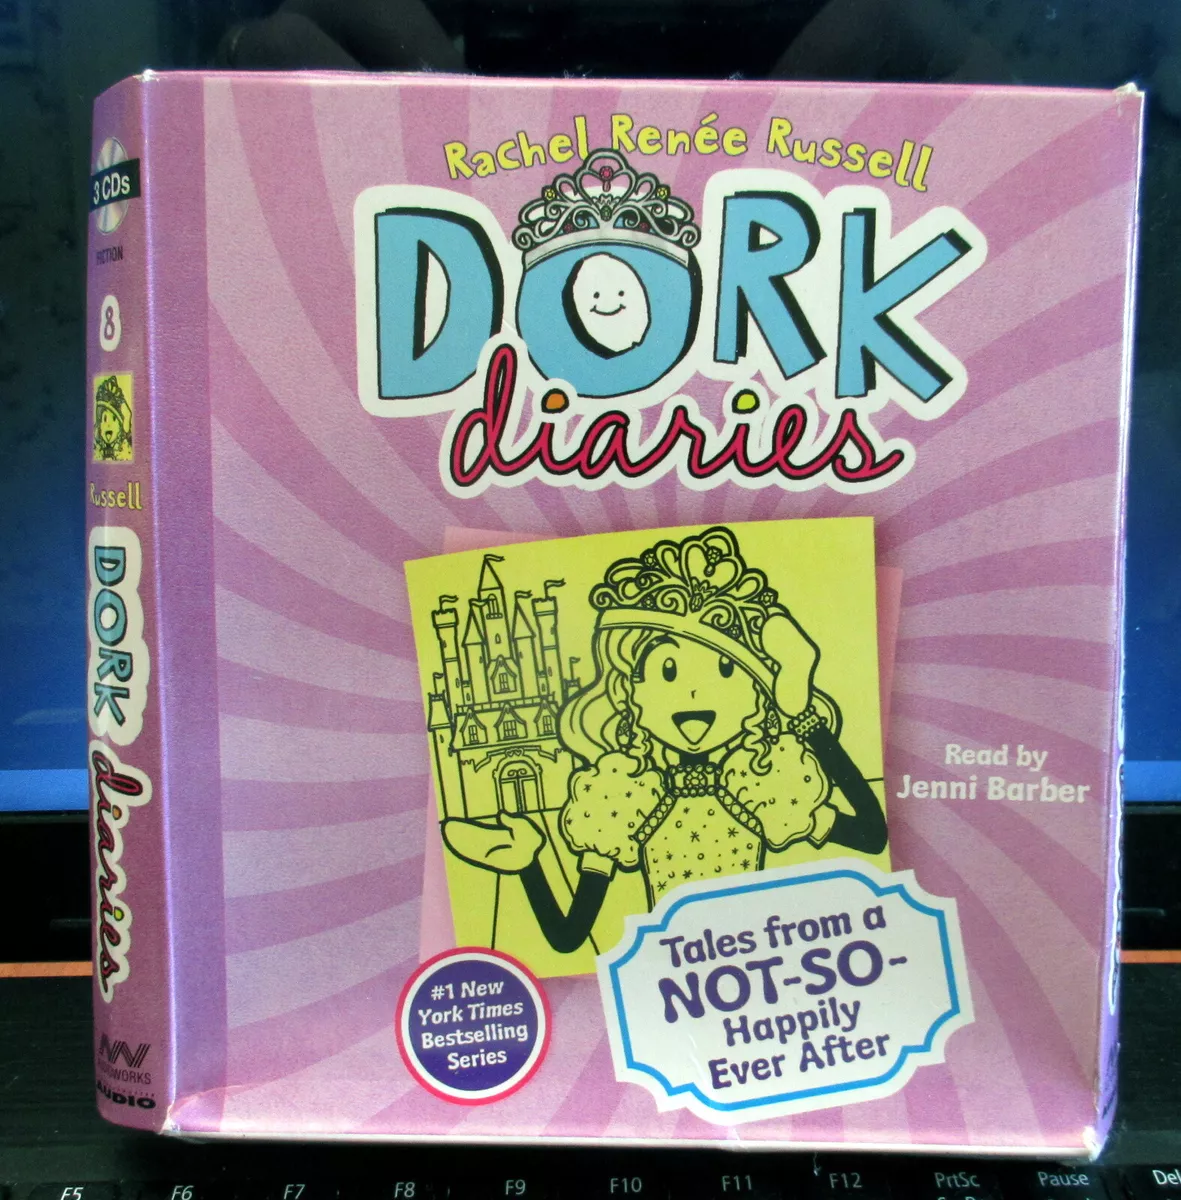 Rachel Renée Russell
DORK
diaries
Read by
Jenni Barber
Tales from a
NOT-SO-
Happily
Ever After
#1 New
York Times
Bestselling
Series
3 CDs
FICTION
8
Russell
DORK diaries
AUDIOWORKS
AUDIO
F5 F6 F7 F8 F9 F10 F11 F12 PrtSc Pause